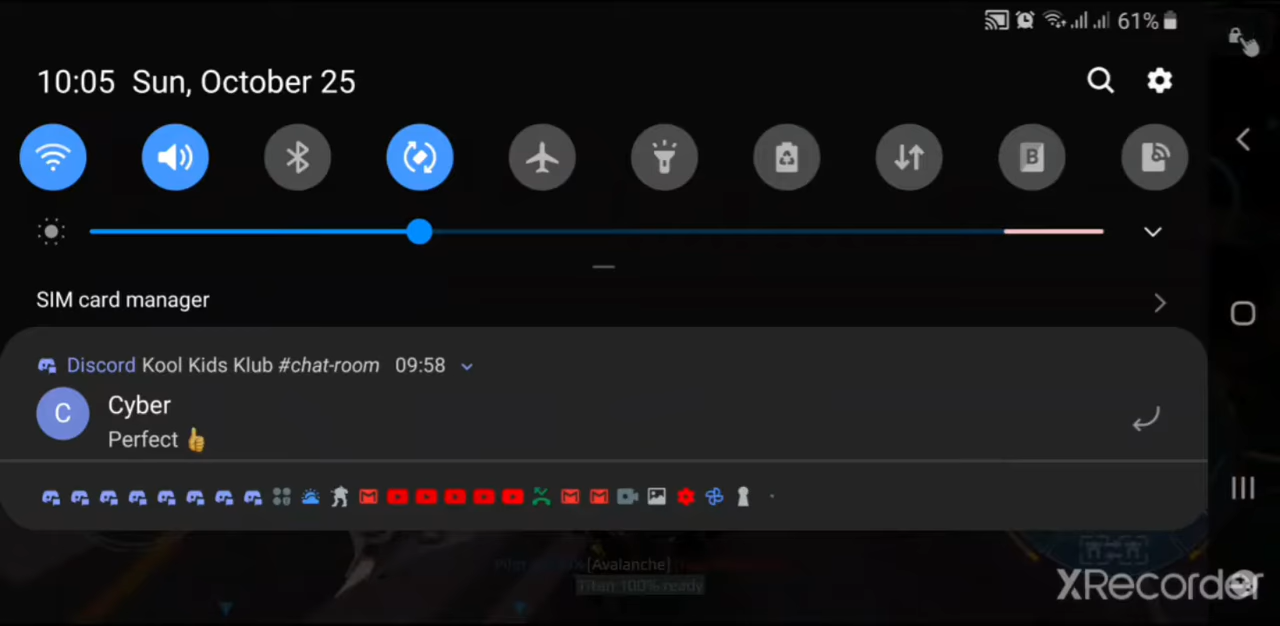 61%
10:05 Sun, October 25
B
SIM card manager
Discord Kool Kids Klub #chat-room 09:58
C
Cyber
Perfect 👍
[Avalanche]
Titan 100% ready
XRecorder